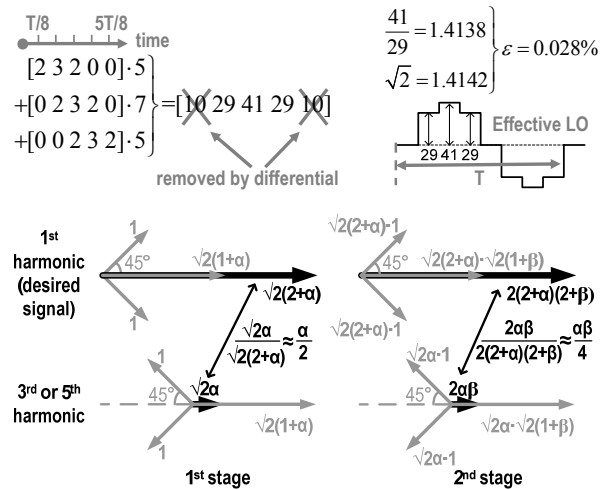 T/8 5T/8
time
[2 3 2 0 0]·5
+[0 2 3 2 0]·7
+[0 0 2 3 2]·5
=[10 29 41 29 10]
removed by differential
41/29 = 1.4138
√2 = 1.4142
ε = 0.028%
Effective LO
29 41 29
T
1st harmonic (desired signal)
1
45°
√2(1+α)
√2(2+α)
1
√2(2+α)·1
45°
√2(2+α)·√2(1+β)
2(2+α)(2+β)
√2(2+α)·1
√2α/√2(2+α) ≈ α/2
2αβ/2(2+α)(2+β) ≈ αβ/4
3rd or 5th harmonic
1
45°
√2α
√2(1+α)
1
√2α·1
45°
2αβ
√2α·√2(1+β)
√2α·1
1st stage
2nd stage